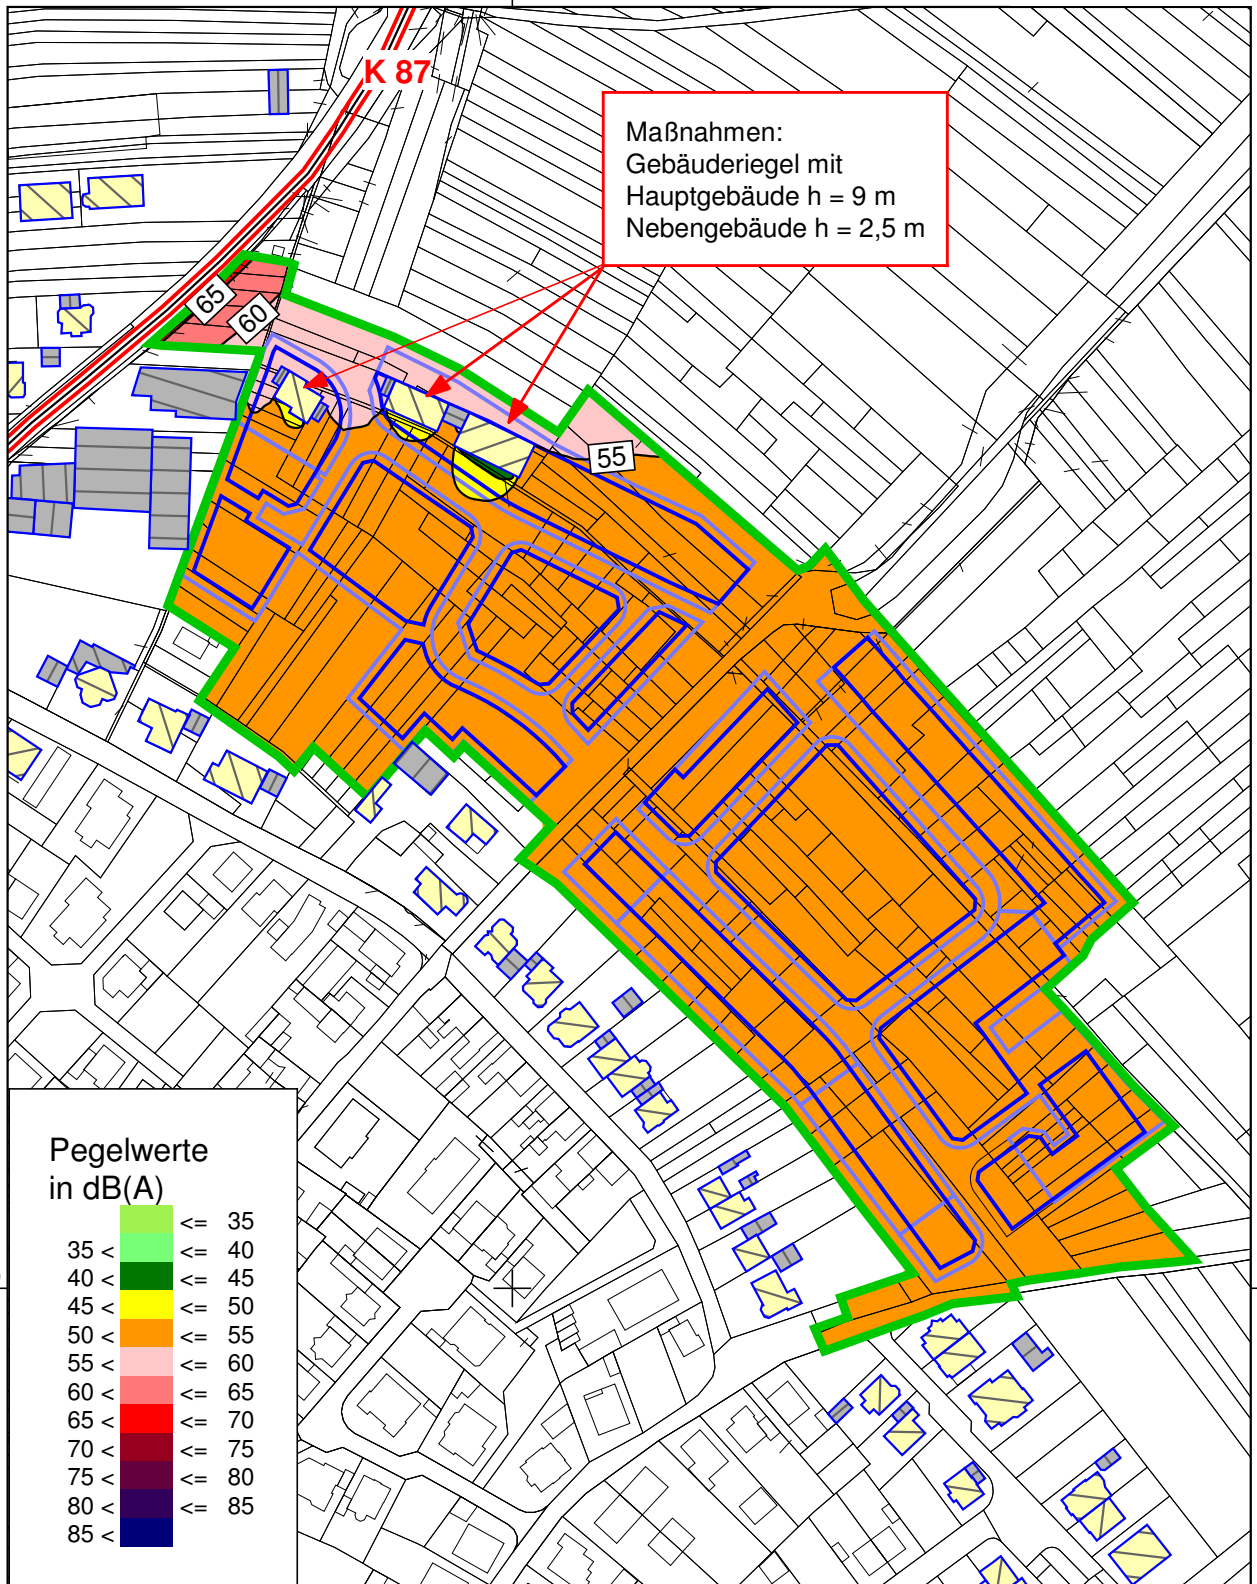 K 87
Maßnahmen:
Gebäuderiegel mit
Hauptgebäude h = 9 m
Nebengebäude h = 2,5 m
65
60
55
Pegelwerte
in dB(A)
<= 35
35 < <= 40
40 < <= 45
45 < <= 50
50 < <= 55
55 < <= 60
60 < <= 65
65 < <= 70
70 < <= 75
75 < <= 80
80 < <= 85
85 <